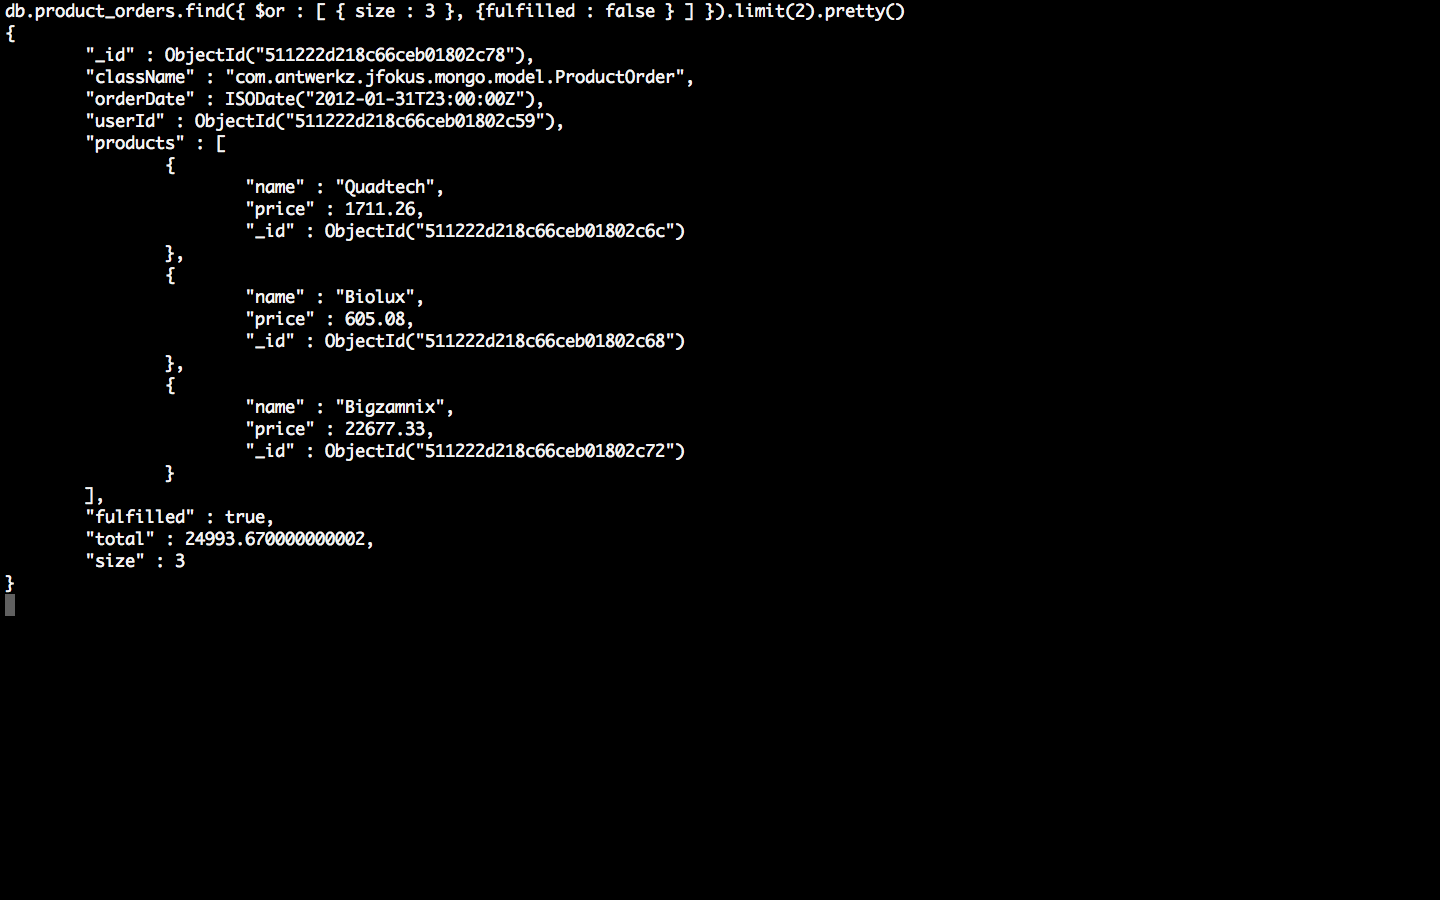 db.product_orders.find({ $or : [ { size : 3 }, {fulfilled : false } ] }).limit(2).pretty()
{
        "_id" : ObjectId("511222d218c66ceb01802c78"),
        "className" : "com.antwerkz.jfokus.mongo.model.ProductOrder",
        "orderDate" : ISODate("2012-01-31T23:00:00Z"),
        "userId" : ObjectId("511222d218c66ceb01802c59"),
        "products" : [
                {
                        "name" : "Quadtech",
                        "price" : 1711.26,
                        "_id" : ObjectId("511222d218c66ceb01802c6c")
                },
                {
                        "name" : "Biolux",
                        "price" : 605.08,
                        "_id" : ObjectId("511222d218c66ceb01802c68")
                },
                {
                        "name" : "Bigzamnix",
                        "price" : 22677.33,
                        "_id" : ObjectId("511222d218c66ceb01802c72")
                }
        ],
        "fulfilled" : true,
        "total" : 24993.670000000002,
        "size" : 3
}